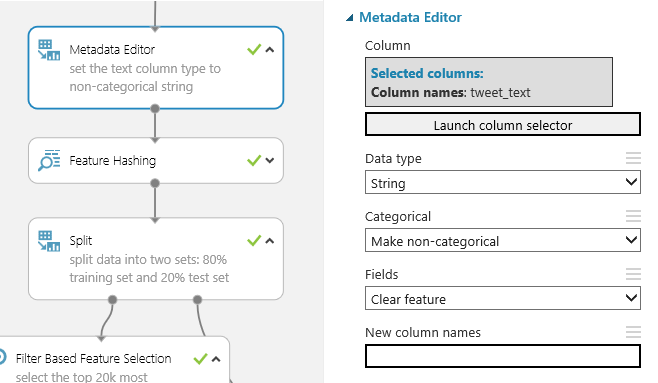 Metadata Editor
set the text column type to
non-categorical string
Feature Hashing
Split
split data into two sets: 80%
training set and 20% test set
Filter Based Feature Selection
select the top 20k most
Metadata Editor
Column
Selected columns:
Column names: tweet_text
Launch column selector
Data type
String
Categorical
Make non-categorical
Fields
Clear feature
New column names